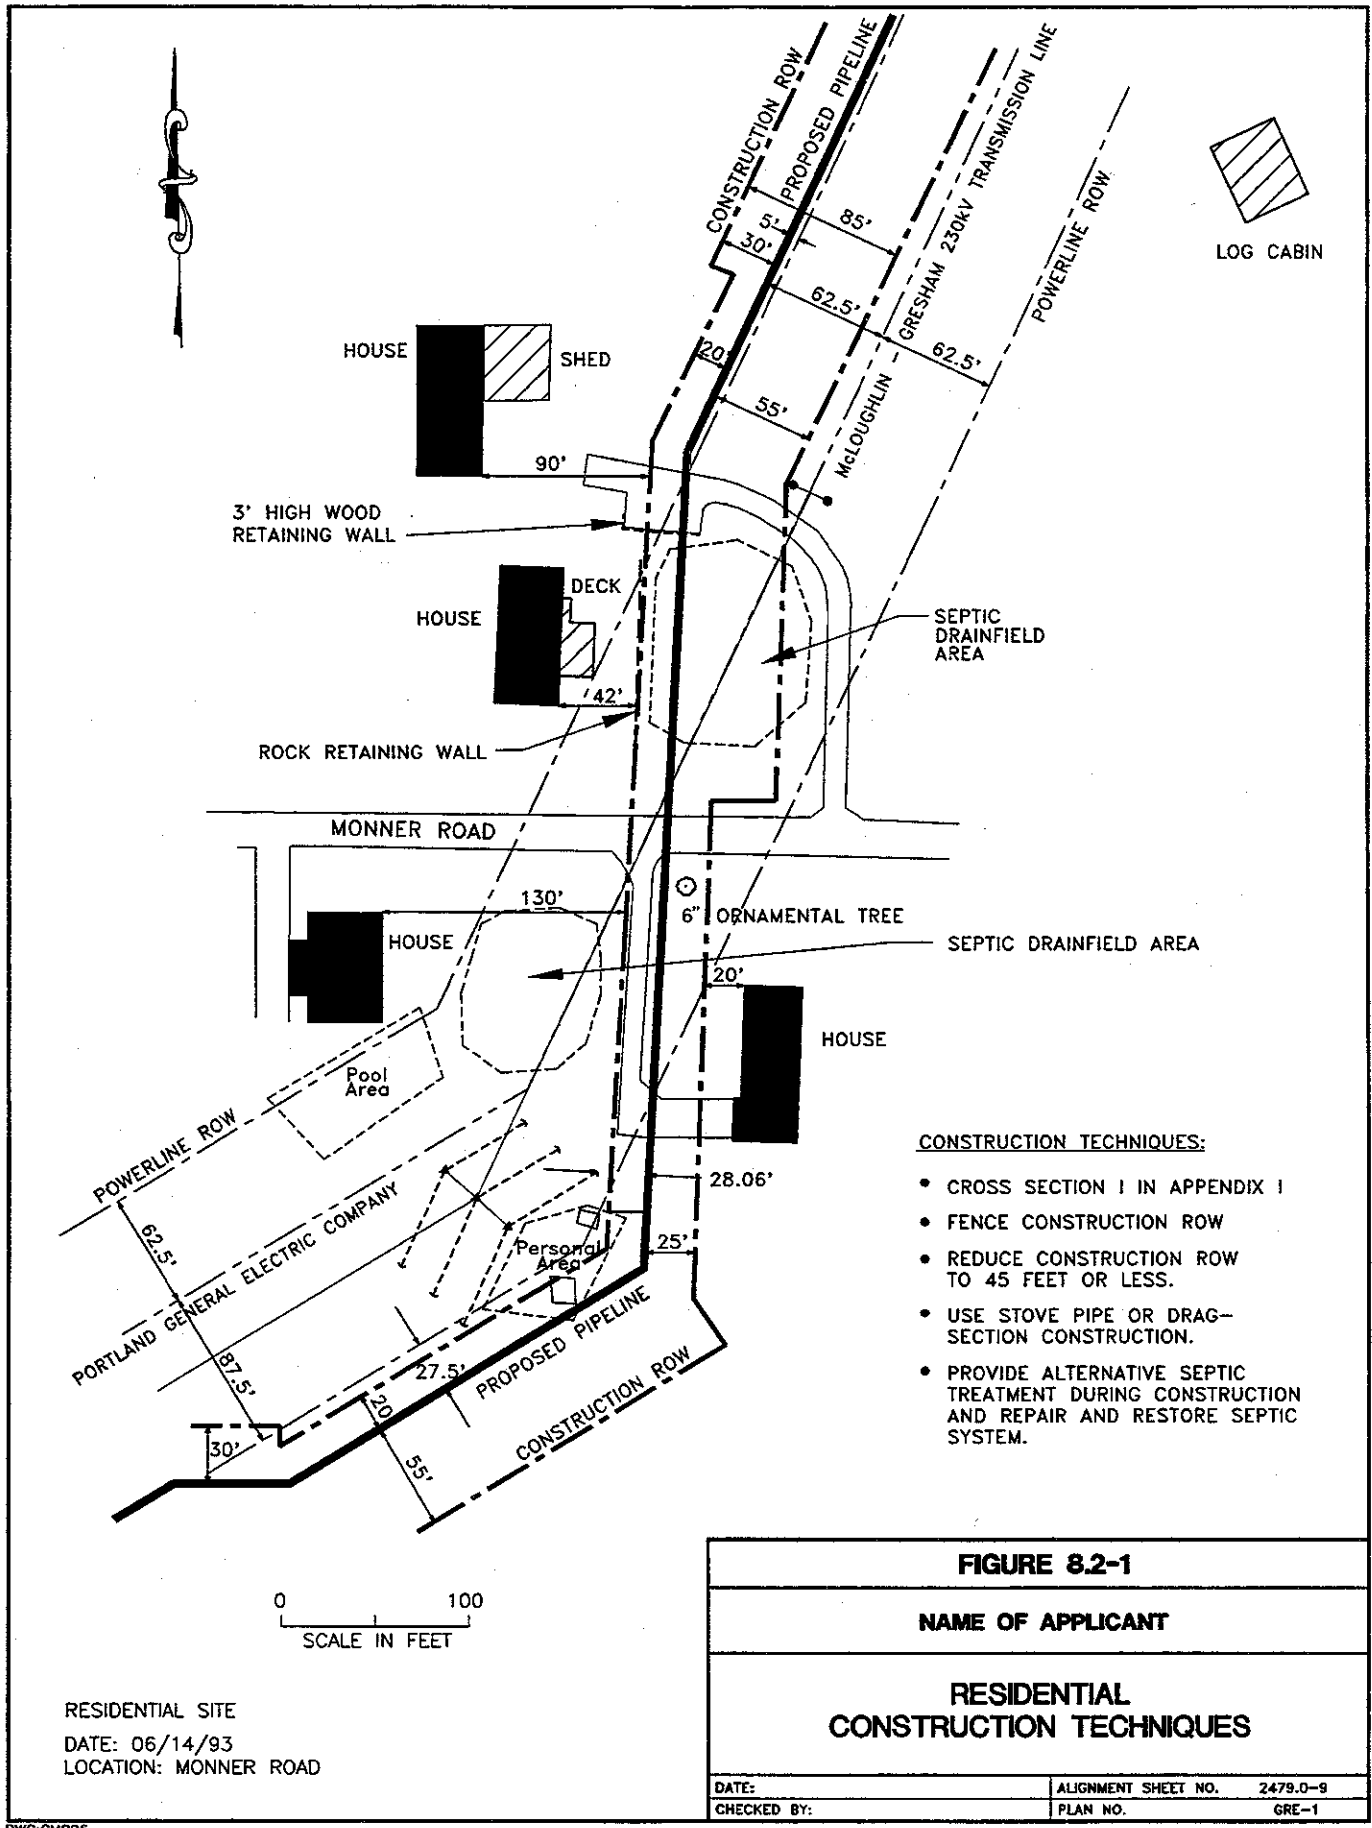 CONSTRUCTION ROW
PROPOSED PIPELINE
McLOUGHLIN - GRESHAM 230kV TRANSMISSION LINE
POWERLINE ROW
LOG CABIN
85'
5'
30'
62.5'
62.5'
20'
55'
HOUSE
SHED
90'
3' HIGH WOOD
RETAINING WALL
DECK
HOUSE
SEPTIC
DRAINFIELD
AREA
42'
ROCK RETAINING WALL
MONNER ROAD
130'
6" ORNAMENTAL TREE
HOUSE
SEPTIC DRAINFIELD AREA
20'
HOUSE
Pool
Area
POWERLINE ROW
PORTLAND GENERAL ELECTRIC COMPANY
62.5'
87.5'
28.06'
25'
Personal
Area
27.5'
PROPOSED PIPELINE
20'
CONSTRUCTION ROW
30'
55'
CONSTRUCTION TECHNIQUES:
• CROSS SECTION I IN APPENDIX I
• FENCE CONSTRUCTION ROW
• REDUCE CONSTRUCTION ROW
TO 45 FEET OR LESS.
• USE STOVE PIPE OR DRAG-
SECTION CONSTRUCTION.
• PROVIDE ALTERNATIVE SEPTIC
TREATMENT DURING CONSTRUCTION
AND REPAIR AND RESTORE SEPTIC
SYSTEM.
0 100
SCALE IN FEET
RESIDENTIAL SITE
DATE: 06/14/93
LOCATION: MONNER ROAD
FIGURE 8.2-1
NAME OF APPLICANT
RESIDENTIAL
CONSTRUCTION TECHNIQUES
DATE:
ALIGNMENT SHEET NO. 2479.0-9
CHECKED BY:
PLAN NO. GRE-1